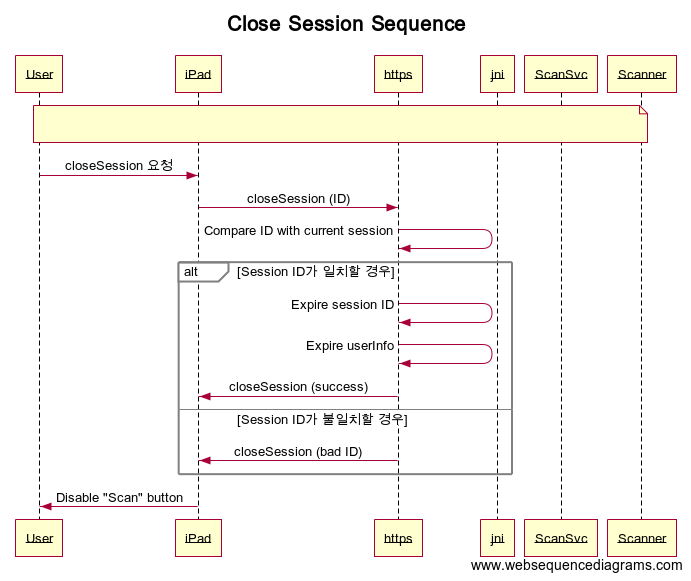 Close Session Sequence
User iPad https jni ScanSvc Scanner
closeSession 요청
closeSession (ID)
Compare ID with current session
alt [Session ID가 일치할 경우]
Expire session ID
Expire userInfo
closeSession (success)
[Session ID가 불일치할 경우]
closeSession (bad ID)
Disable "Scan" button
User iPad https jni ScanSvc Scanner
www.websequencediagrams.com